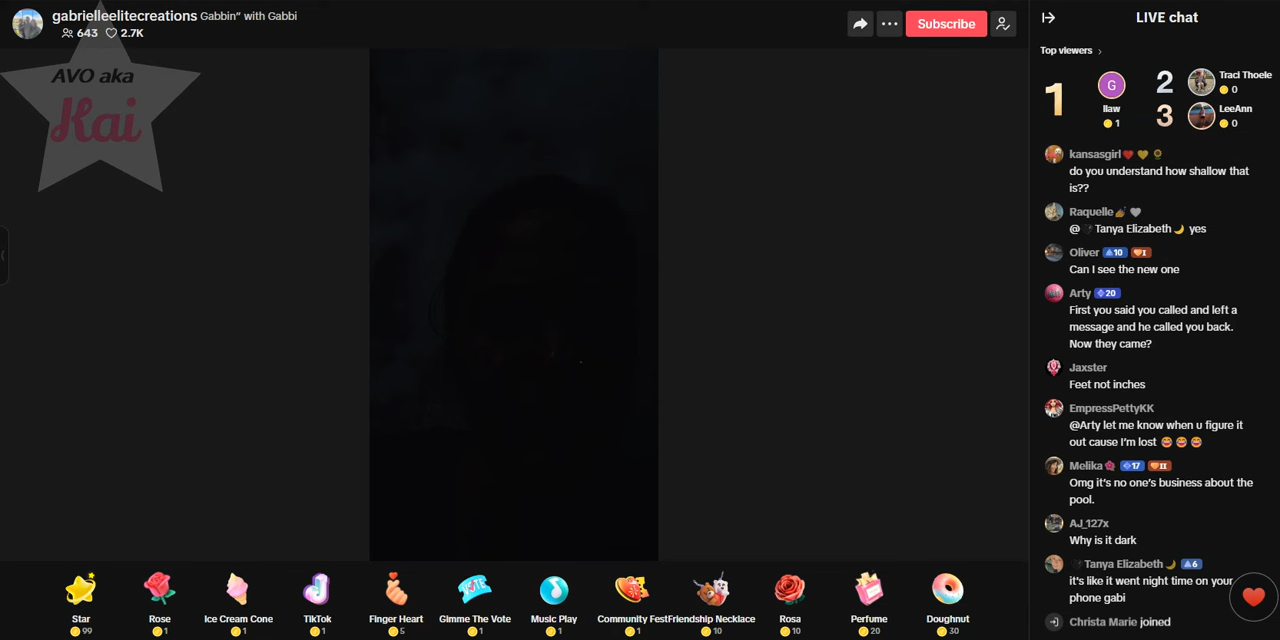 gabrielleelitecreations Gabbin" with Gabbi
643 2.7K
Subscribe
AVO aka
Kai
LIVE chat
Top viewers
1
G
llaw
1
2
Traci Thoele
0
3
LeeAnn
0
kansasgirl
do you understand how shallow that
is??
Raquelle
@ Tanya Elizabeth yes
Oliver 10 I
Can I see the new one
Arty 20
First you said you called and left a
message and he called you back.
Now they came?
Jaxster
Feet not inches
EmpressPettyKK
@Arty let me know when u figure it
out cause I'm lost
Melika 17 II
Omg it's no one's business about the
pool.
AJ_127x
Why is it dark
Tanya Elizabeth 6
it's like it went night time on your
phone gabi
Christa Marie joined
Star
99
Rose
1
Ice Cream Cone
1
TikTok
1
Finger Heart
5
VOTE
Gimme The Vote
1
Music Play
1
Community Fest
1
Friendship Necklace
10
Rosa
10
Perfume
20
Doughnut
30